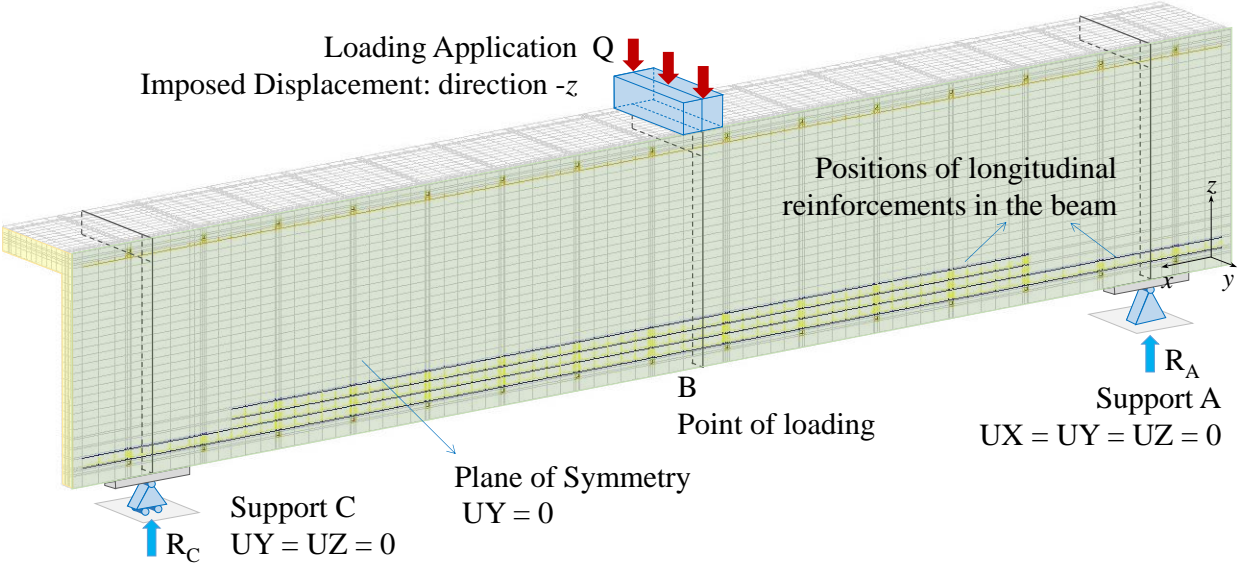 Loading Application Q
Imposed Displacement: direction -z
Positions of longitudinal
reinforcements in the beam
z
x
y
B
Point of loading
R_A
Support A
UX = UY = UZ = 0
Plane of Symmetry
UY = 0
Support C
UY = UZ = 0
R_C